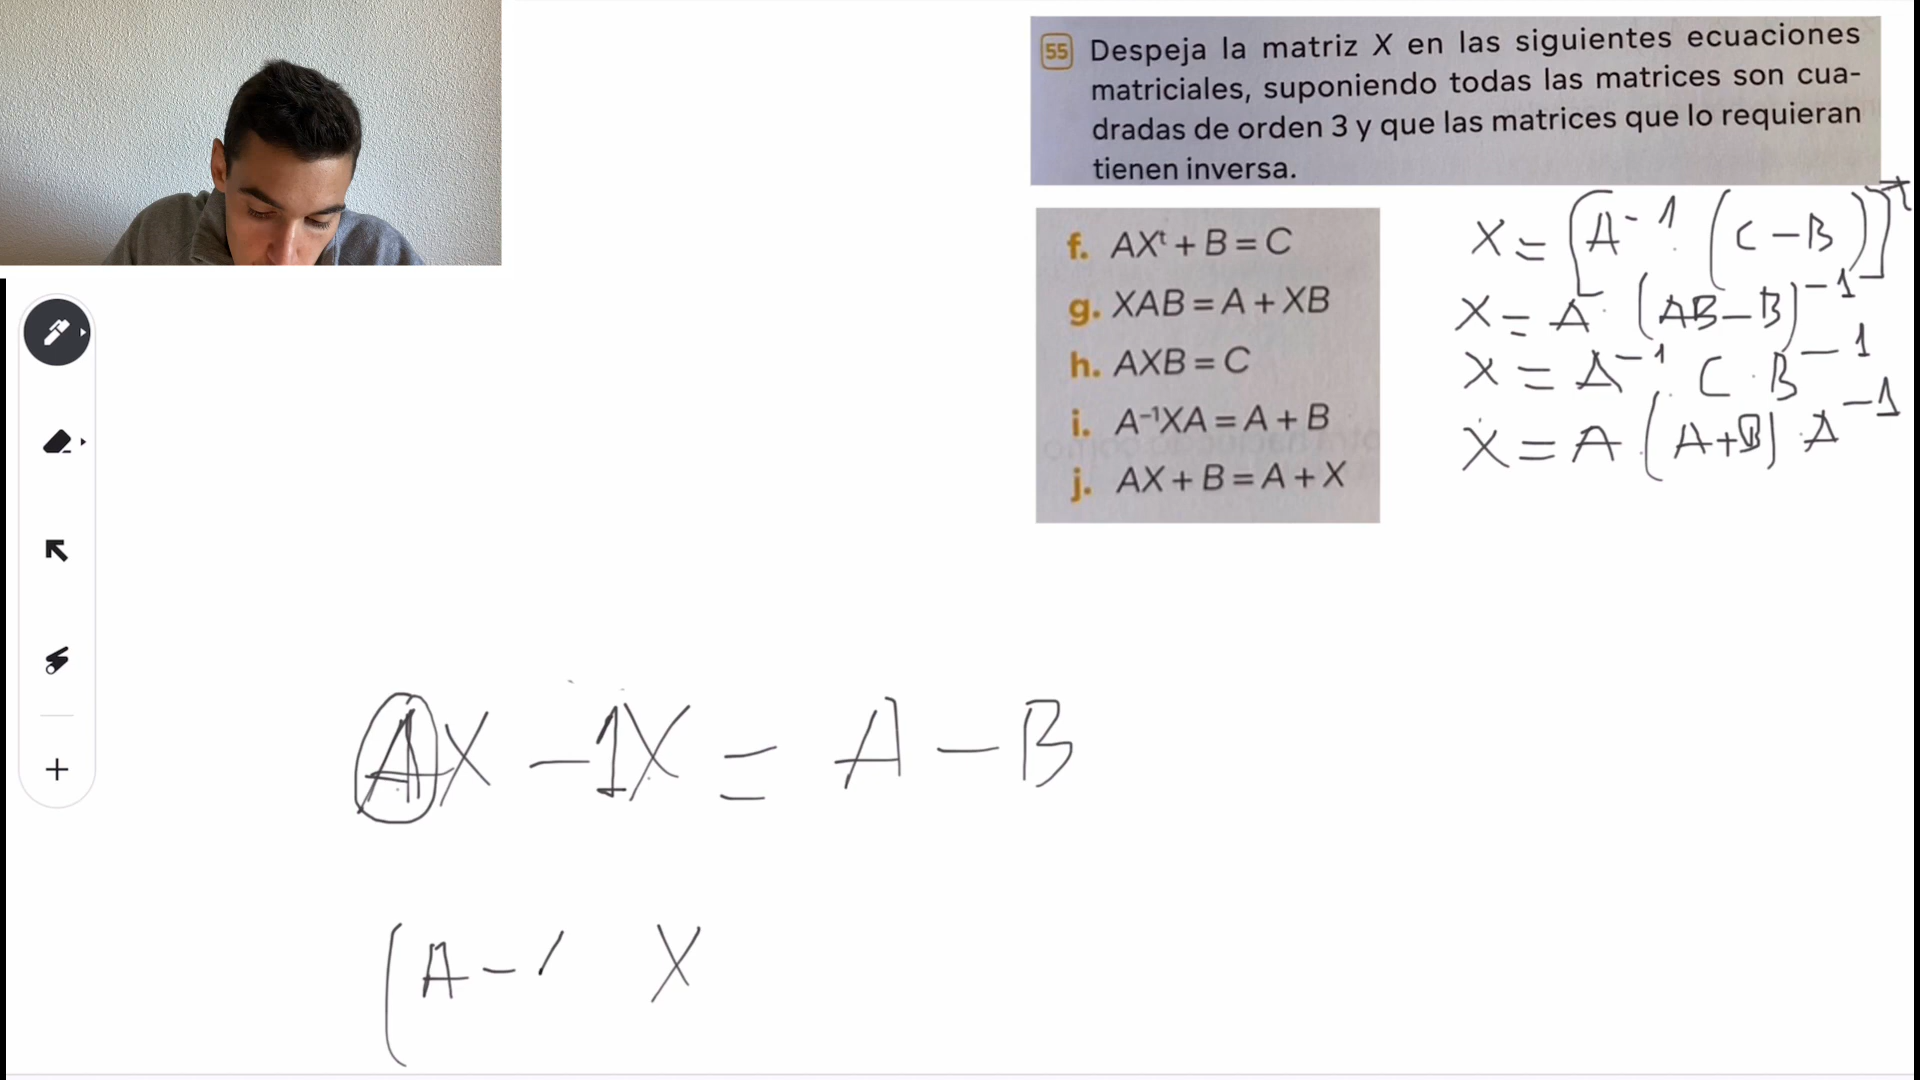 55 Despeja la matriz X en las siguientes ecuaciones
matriciales, suponiendo todas las matrices son cua-
dradas de orden 3 y que las matrices que lo requieran
tienen inversa.
f. AXᵗ + B = C
g. XAB = A + XB
h. AXB = C
i. A⁻¹XA = A + B
j. AX + B = A + X
X = [A⁻¹ · (C − B)]ᵗ
X = A · (AB − B)⁻¹
X = A⁻¹ · C · B⁻¹
X = A · (A + B) · A⁻¹
AX − 1X = A − B
(A − X
+